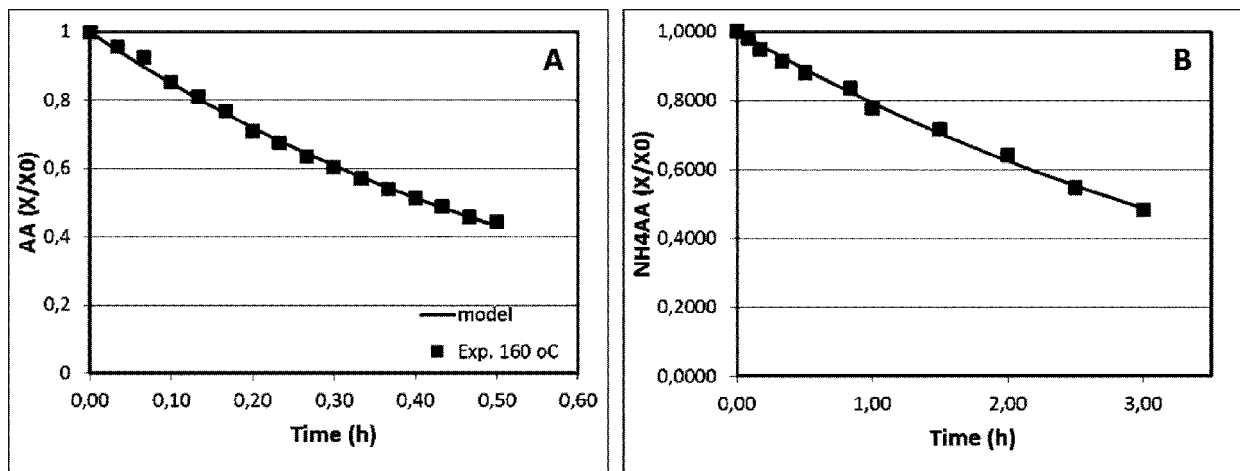 A
AA (X/X0)
1
0,8
0,6
0,4
0,2
0
model
Exp. 160 oC
0,00 0,10 0,20 0,30 0,40 0,50 0,60
Time (h)
B
NH4AA (X/X0)
1,0000
0,8000
0,6000
0,4000
0,2000
0,0000
0,00 1,00 2,00 3,00
Time (h)